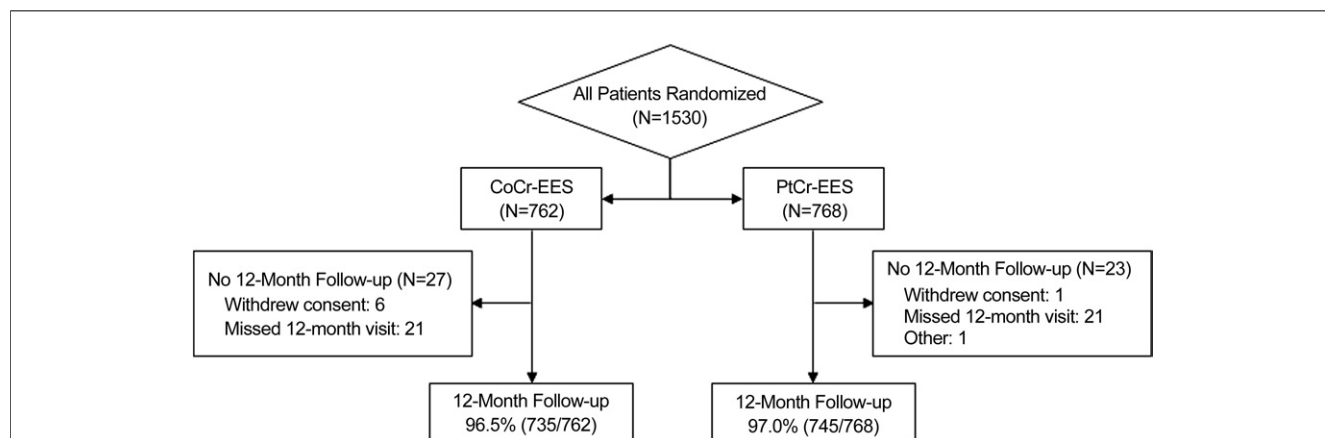 All Patients Randomized
(N=1530)
CoCr-EES
(N=762)
PtCr-EES
(N=768)
No 12-Month Follow-up (N=27)
Withdrew consent: 6
Missed 12-month visit: 21
No 12-Month Follow-up (N=23)
Withdrew consent: 1
Missed 12-month visit: 21
Other: 1
12-Month Follow-up
96.5% (735/762)
12-Month Follow-up
97.0% (745/768)